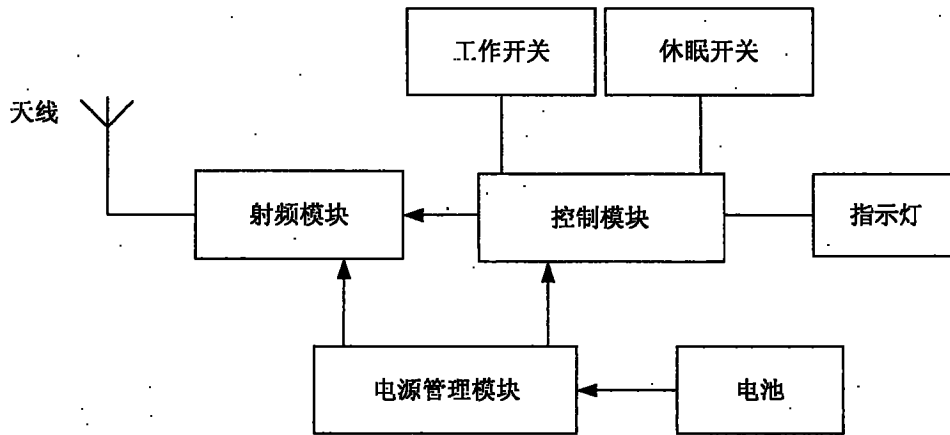 工作开关
休眠开关
天线
射频模块
控制模块
指示灯
电源管理模块
电池